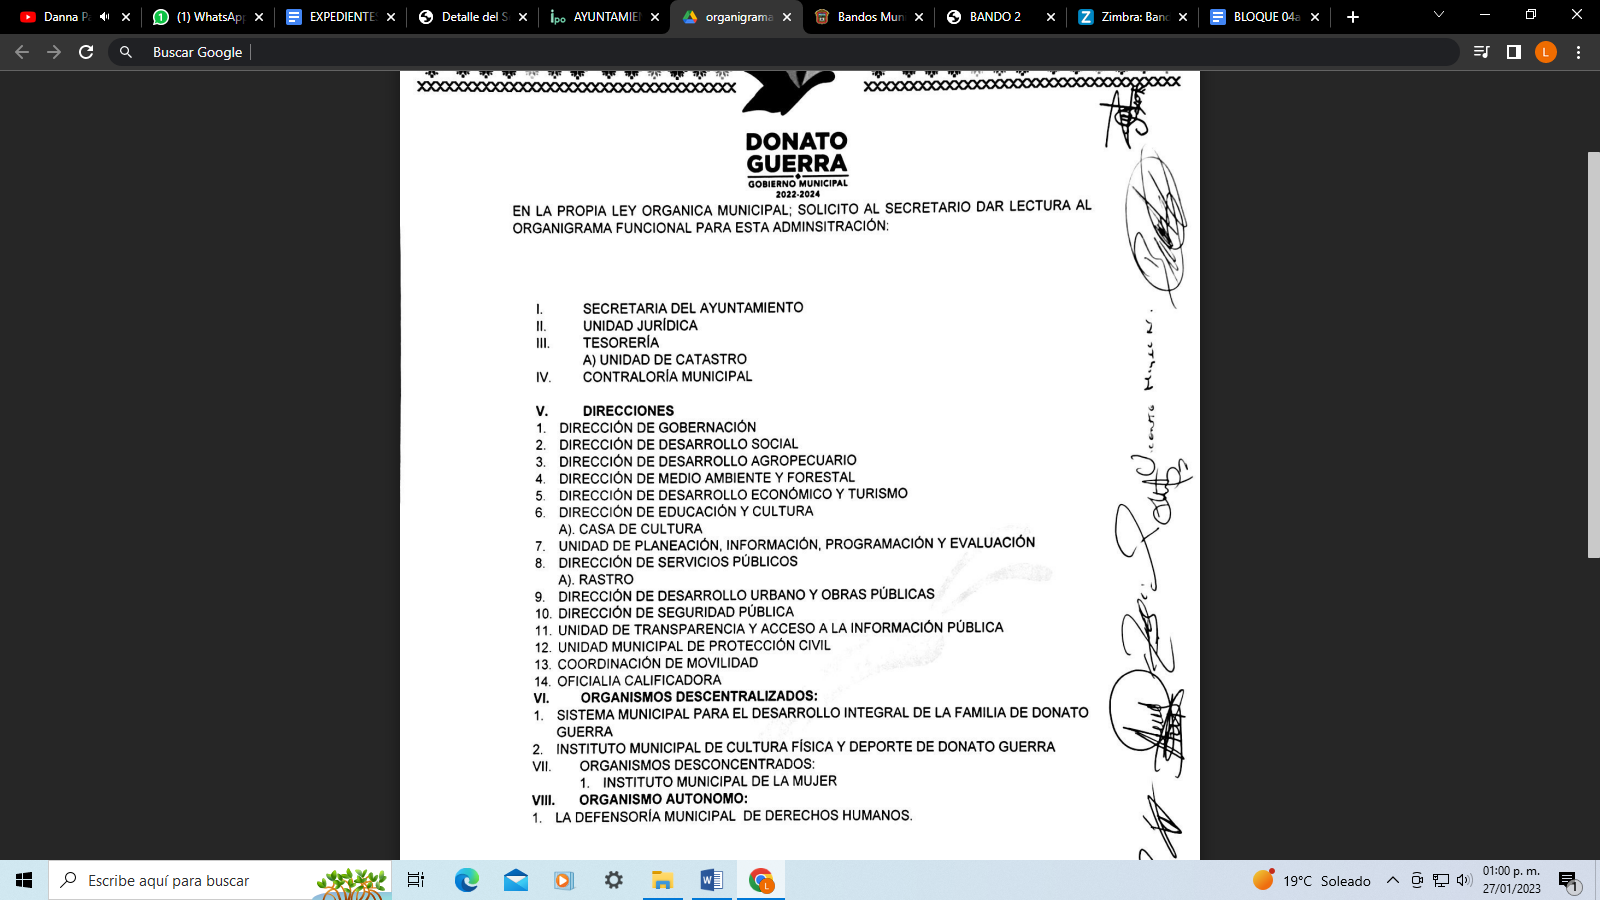 Danna Pa
(1) WhatsApp
EXPEDIENTES
Detalle del S
AYUNTAMIEN
organigrama
Bandos Mun
BANDO 2
Zimbra: Band
BLOQUE 04a
Buscar Google
L
DONATO
GUERRA
GOBIERNO MUNICIPAL
2022-2024
EN LA PROPIA LEY ORGANICA MUNICIPAL; SOLICITO AL SECRETARIO DAR LECTURA AL
ORGANIGRAMA FUNCIONAL PARA ESTA ADMINSITRACIÓN:
I. SECRETARIA DEL AYUNTAMIENTO
II. UNIDAD JURÍDICA
III. TESORERÍA
A) UNIDAD DE CATASTRO
IV. CONTRALORÍA MUNICIPAL
V. DIRECCIONES
1. DIRECCIÓN DE GOBERNACIÓN
2. DIRECCIÓN DE DESARROLLO SOCIAL
3. DIRECCIÓN DE DESARROLLO AGROPECUARIO
4. DIRECCIÓN DE MEDIO AMBIENTE Y FORESTAL
5. DIRECCIÓN DE DESARROLLO ECONÓMICO Y TURISMO
6. DIRECCIÓN DE EDUCACIÓN Y CULTURA
A). CASA DE CULTURA
7. UNIDAD DE PLANEACIÓN, INFORMACIÓN, PROGRAMACIÓN Y EVALUACIÓN
8. DIRECCIÓN DE SERVICIOS PÚBLICOS
A). RASTRO
9. DIRECCIÓN DE DESARROLLO URBANO Y OBRAS PÚBLICAS
10. DIRECCIÓN DE SEGURIDAD PÚBLICA
11. UNIDAD DE TRANSPARENCIA Y ACCESO A LA INFORMACIÓN PÚBLICA
12. UNIDAD MUNICIPAL DE PROTECCIÓN CIVIL
13. COORDINACIÓN DE MOVILIDAD
14. OFICIALIA CALIFICADORA
VI. ORGANISMOS DESCENTRALIZADOS:
1. SISTEMA MUNICIPAL PARA EL DESARROLLO INTEGRAL DE LA FAMILIA DE DONATO
GUERRA
2. INSTITUTO MUNICIPAL DE CULTURA FÍSICA Y DEPORTE DE DONATO GUERRA
VII. ORGANISMOS DESCONCENTRADOS:
1. INSTITUTO MUNICIPAL DE LA MUJER
VIII. ORGANISMO AUTONOMO:
1. LA DEFENSORÍA MUNICIPAL DE DERECHOS HUMANOS.
Escribe aquí para buscar
19°C Soleado
01:00 p. m.
27/01/2023
1